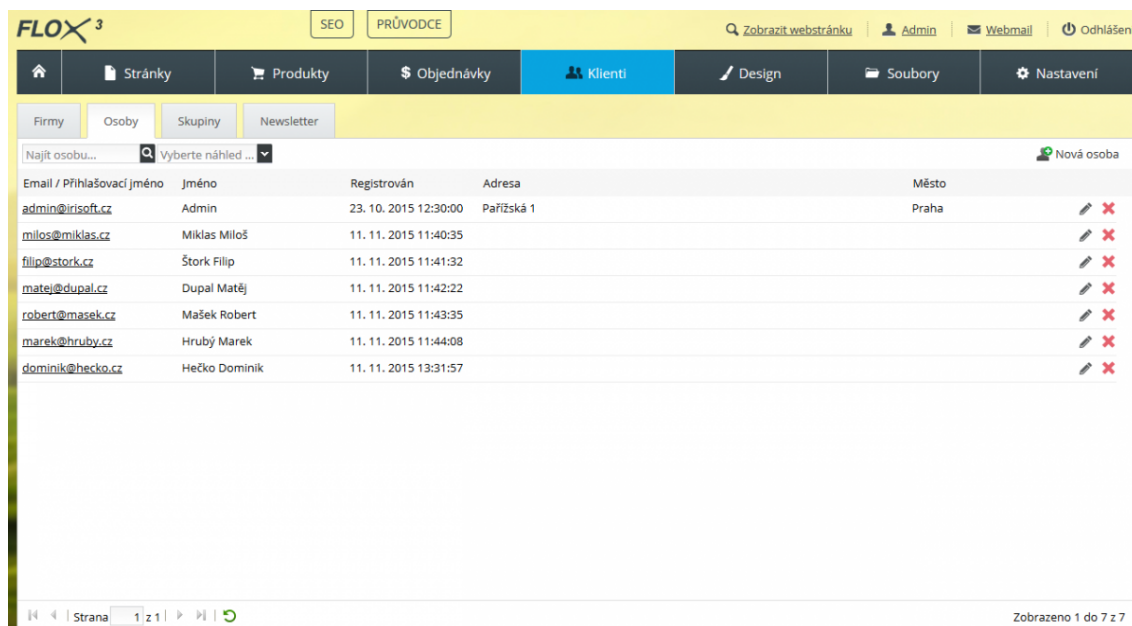 FLOX 3 SEO PRŮVODCE Zobrazit webstránku Admin Webmail Odhlášen
Stránky Produkty $ Objednávky Klienti Design Soubory Nastavení
Firmy Osoby Skupiny Newsletter
Najít osobu... Vyberte náhled ... Nová osoba
Email / Přihlašovací jméno Jméno Registrován Adresa Město
admin@irisoft.cz Admin 23. 10. 2015 12:30:00 Pařížská 1 Praha
milos@miklas.cz Miklas Miloš 11. 11. 2015 11:40:35
filip@stork.cz Štork Filip 11. 11. 2015 11:41:32
matej@dupal.cz Dupal Matěj 11. 11. 2015 11:42:22
robert@masek.cz Mašek Robert 11. 11. 2015 11:43:35
marek@hruby.cz Hrubý Marek 11. 11. 2015 11:44:08
dominik@hecko.cz Hečko Dominik 11. 11. 2015 13:31:57
Strana 1 z 1 Zobrazeno 1 do 7 z 7